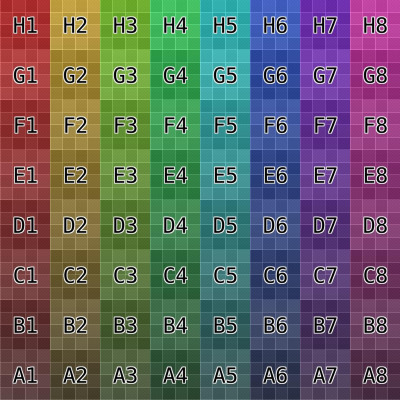 H1 H2 H3 H4 H5 H6 H7 H8
G1 G2 G3 G4 G5 G6 G7 G8
F1 F2 F3 F4 F5 F6 F7 F8
E1 E2 E3 E4 E5 E6 E7 E8
D1 D2 D3 D4 D5 D6 D7 D8
C1 C2 C3 C4 C5 C6 C7 C8
B1 B2 B3 B4 B5 B6 B7 B8
A1 A2 A3 A4 A5 A6 A7 A8